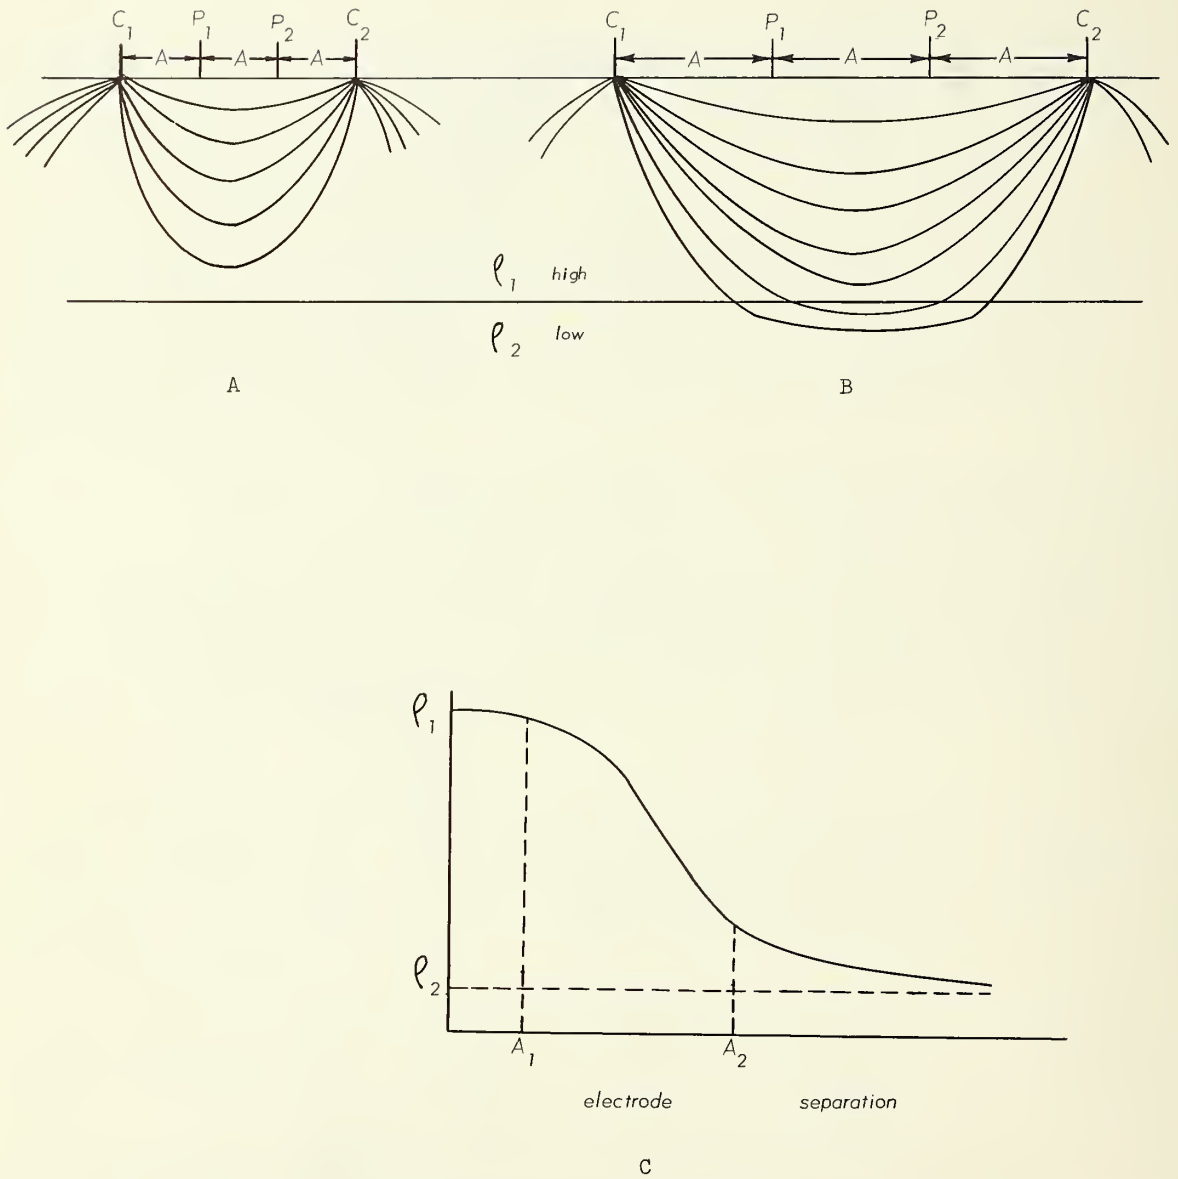 C1 P1 P2 C2
A A A
C1 P1 P2 C2
A A A
ρ1 high
ρ2 low
A
B
ρ1
ρ2
A1 A2
electrode separation
C